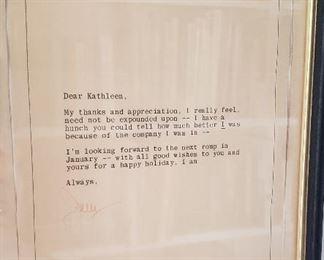 Dear Kathleen,
My thanks and appreciation, I really feel,
need not be expounded upon -- I have a
hunch you could tell how much better I was
because of the company I was in --
I'm looking forward to the next romp in
January -- with all good wishes to you and
yours for a happy holiday, I am
Always,